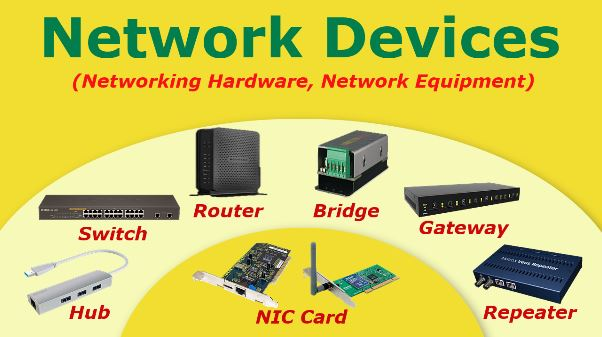 Network Devices
(Networking Hardware, Network Equipment)
Router
Bridge
Switch
Gateway
Hub
NIC Card
Repeater